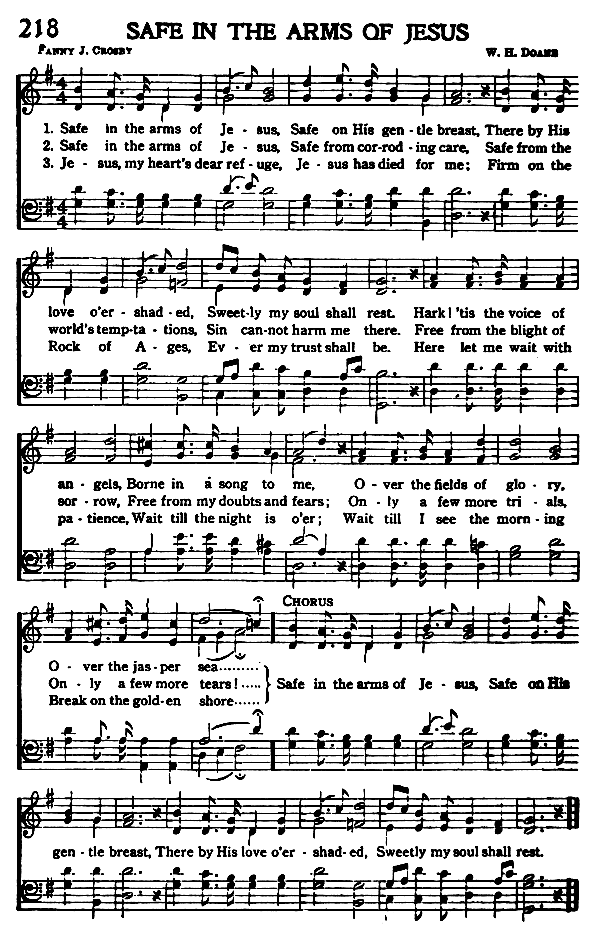 218 SAFE IN THE ARMS OF JESUS
FANNY J. CROSBY W. H. DOANE
4 4
1. Safe in the arms of Je - sus, Safe on His gen - tle breast, There by His
2. Safe in the arms of Je - sus, Safe from cor - rod - ing care, Safe from the
3. Je - sus, my heart's dear ref - uge, Je - sus has died for me; Firm on the
4 4
love o'er - shad - ed, Sweet-ly my soul shall rest. Hark! 'tis the voice of
world's temp-ta - tions, Sin can-not harm me there. Free from the blight of
Rock of A - ges, Ev - er my trust shall be. Here let me wait with
an - gels, Borne in a song to me, O - ver the fields of glo - ry,
sor - row, Free from my doubts and fears; On - ly a few more tri - als,
pa - tience, Wait till the night is o'er; Wait till I see the morn - ing
CHORUS
O - ver the jas - per sea.........
On - ly a few more tears!..... Safe in the arms of Je - sus, Safe on His
Break on the gold-en shore......
gen - tle breast, There by His love o'er - shad-ed, Sweetly my soul shall rest.